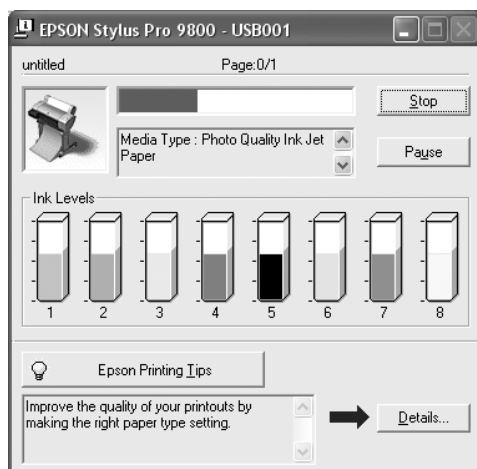 EPSON Stylus Pro 9800 - USB001
untitled Page:0/1
Stop
Media Type : Photo Quality Ink Jet
Paper
Pause
Ink Levels
1 2 3 4 5 6 7 8
Epson Printing Tips
Improve the quality of your printouts by
making the right paper type setting.
Details...